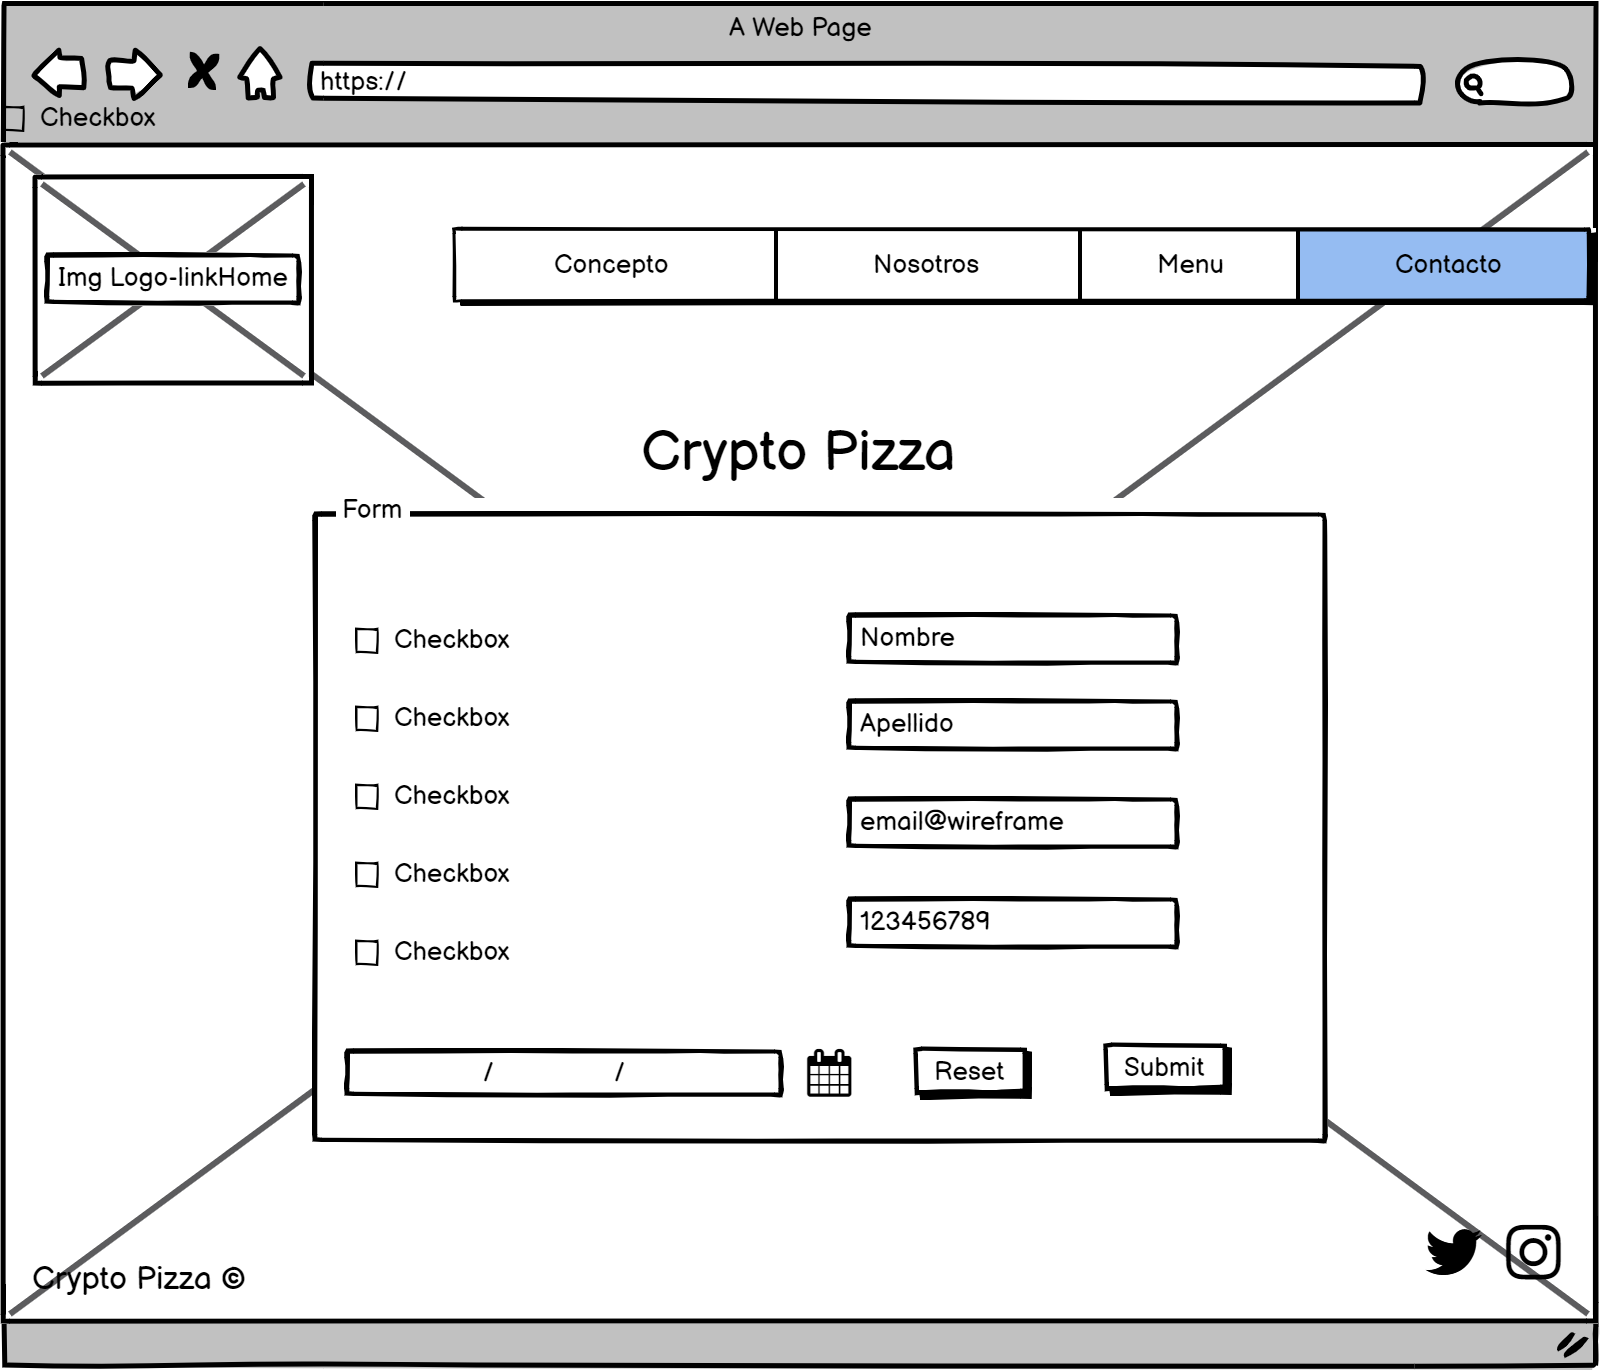 A Web Page
https://
Checkbox
Img Logo-linkHome
Concepto Nosotros Menu Contacto
Crypto Pizza
Form
Checkbox Nombre
Checkbox Apellido
Checkbox email@wireframe
Checkbox 123456789
Checkbox
/ / Reset Submit
Crypto Pizza ©